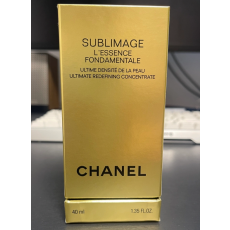 SUBLIMAGE
L'ESSENCE
FONDAMENTALE
ULTIME DENSITÉ DE LA PEAU
ULTIMATE REDEFINING CONCENTRATE
CHANEL
40 ml 1.35 FL.OZ.